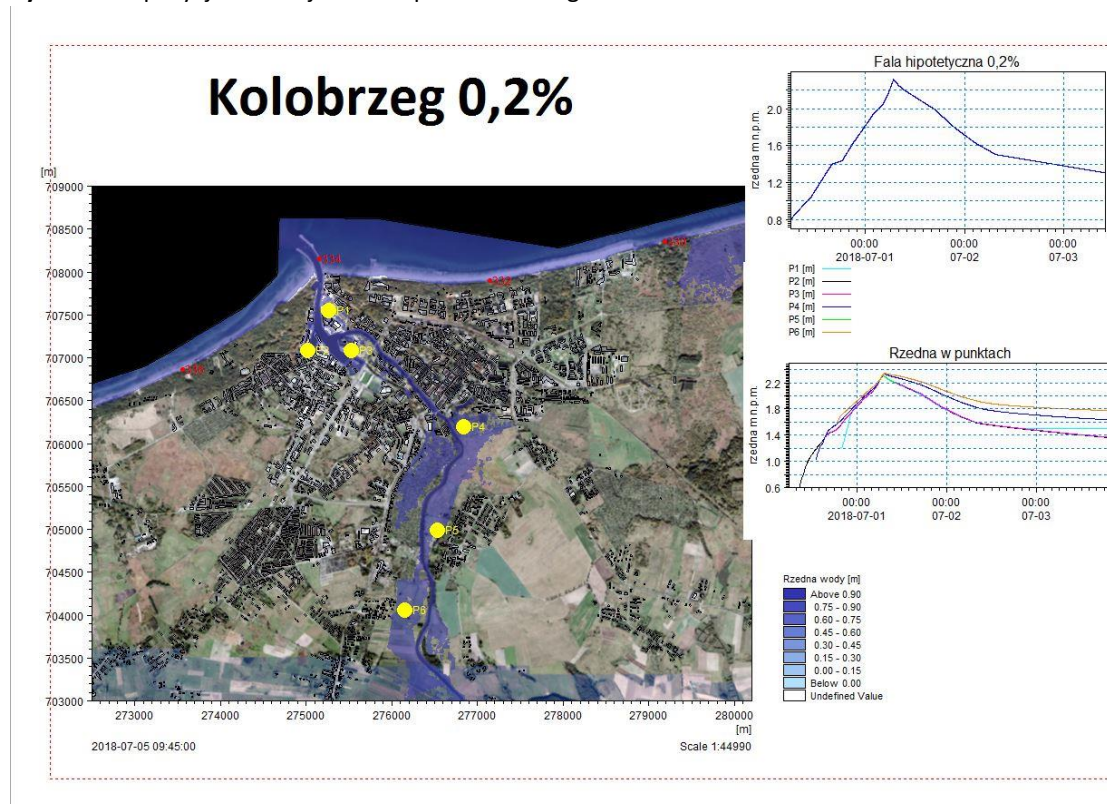 Kolobrzeg 0,2%
Fala hipotetyczna 0,2%
rzedna m n.p.m.
2.0
1.6
1.2
0.8
00:00
00:00
00:00
2018-07-01
07-02
07-03
P1 [m]
P2 [m]
P3 [m]
P4 [m]
P5 [m]
P6 [m]
Rzedna w punktach
rzedna m n.p.m.
2.2
1.8
1.4
1.0
0.6
00:00
00:00
00:00
2018-07-01
07-02
07-03
[m]
709000
708500
708000
707500
707000
706500
706000
705500
705000
704500
704000
703500
703000
P1
P4
P5
P6
273000
274000
275000
276000
277000
278000
279000
280000
[m]
2018-07-05 09:45:00
Scale 1:44990
Rzedna wody [m]
Above 0.90
0.75 - 0.90
0.60 - 0.75
0.45 - 0.60
0.30 - 0.45
0.15 - 0.30
0.00 - 0.15
Below 0.00
Undefined Value